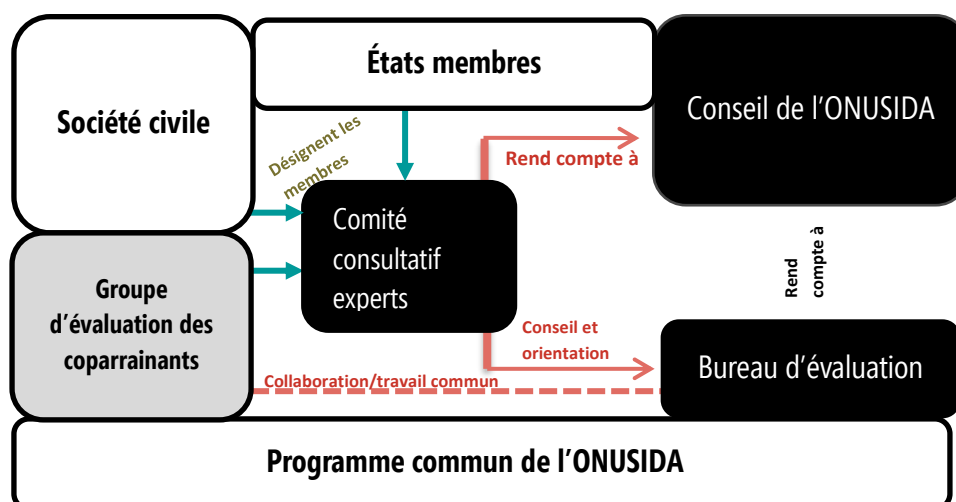 États membres
Société civile
Conseil de l’ONUSIDA
Désignent les
membres
Rend compte à
Comité
consultatif
experts
Rend
compte à
Groupe
d’évaluation des
coparrainants
Conseil et
orientation
Bureau d’évaluation
Collaboration/travail commun
Programme commun de l’ONUSIDA